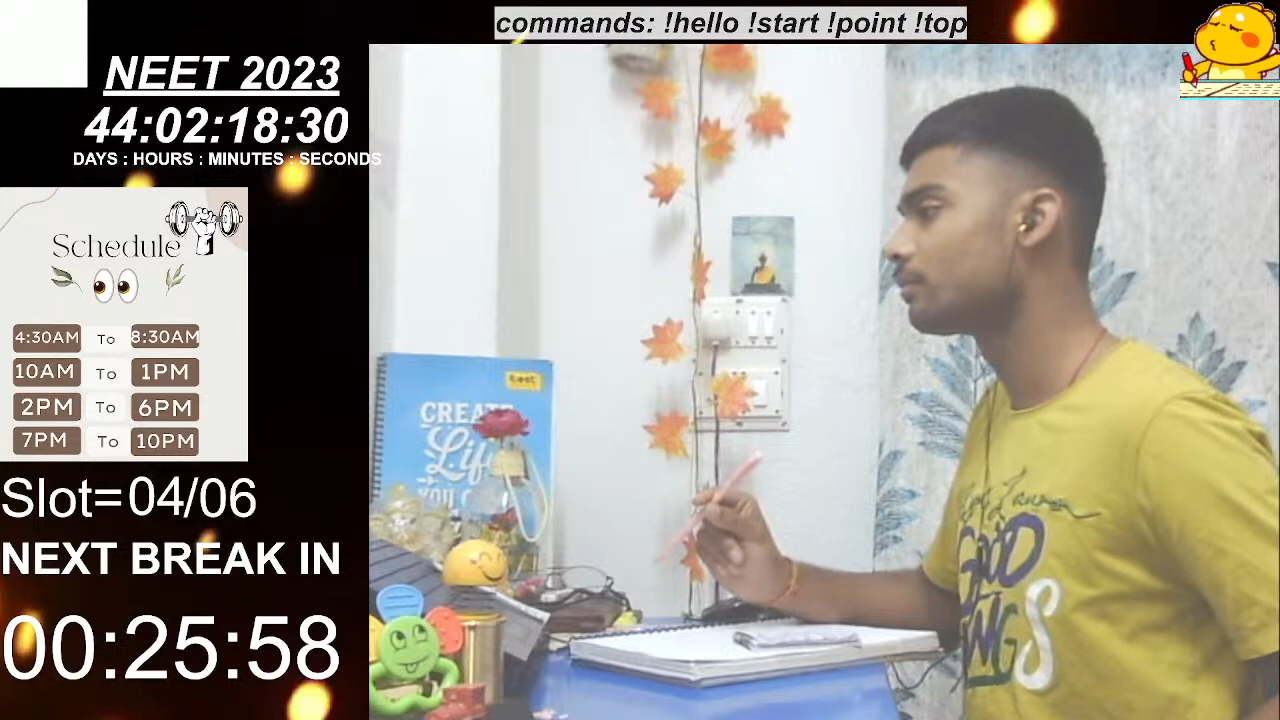 commands: !hello !start !point !top
NEET 2023
44:02:18:30
DAYS : HOURS : MINUTES : SECONDS
Schedule
4:30AM To 8:30AM
10AM To 1PM
2PM To 6PM
7PM To 10PM
Slot=04/06
NEXT BREAK IN
00:25:58
test
CREATE
Life
YOU
GOOD